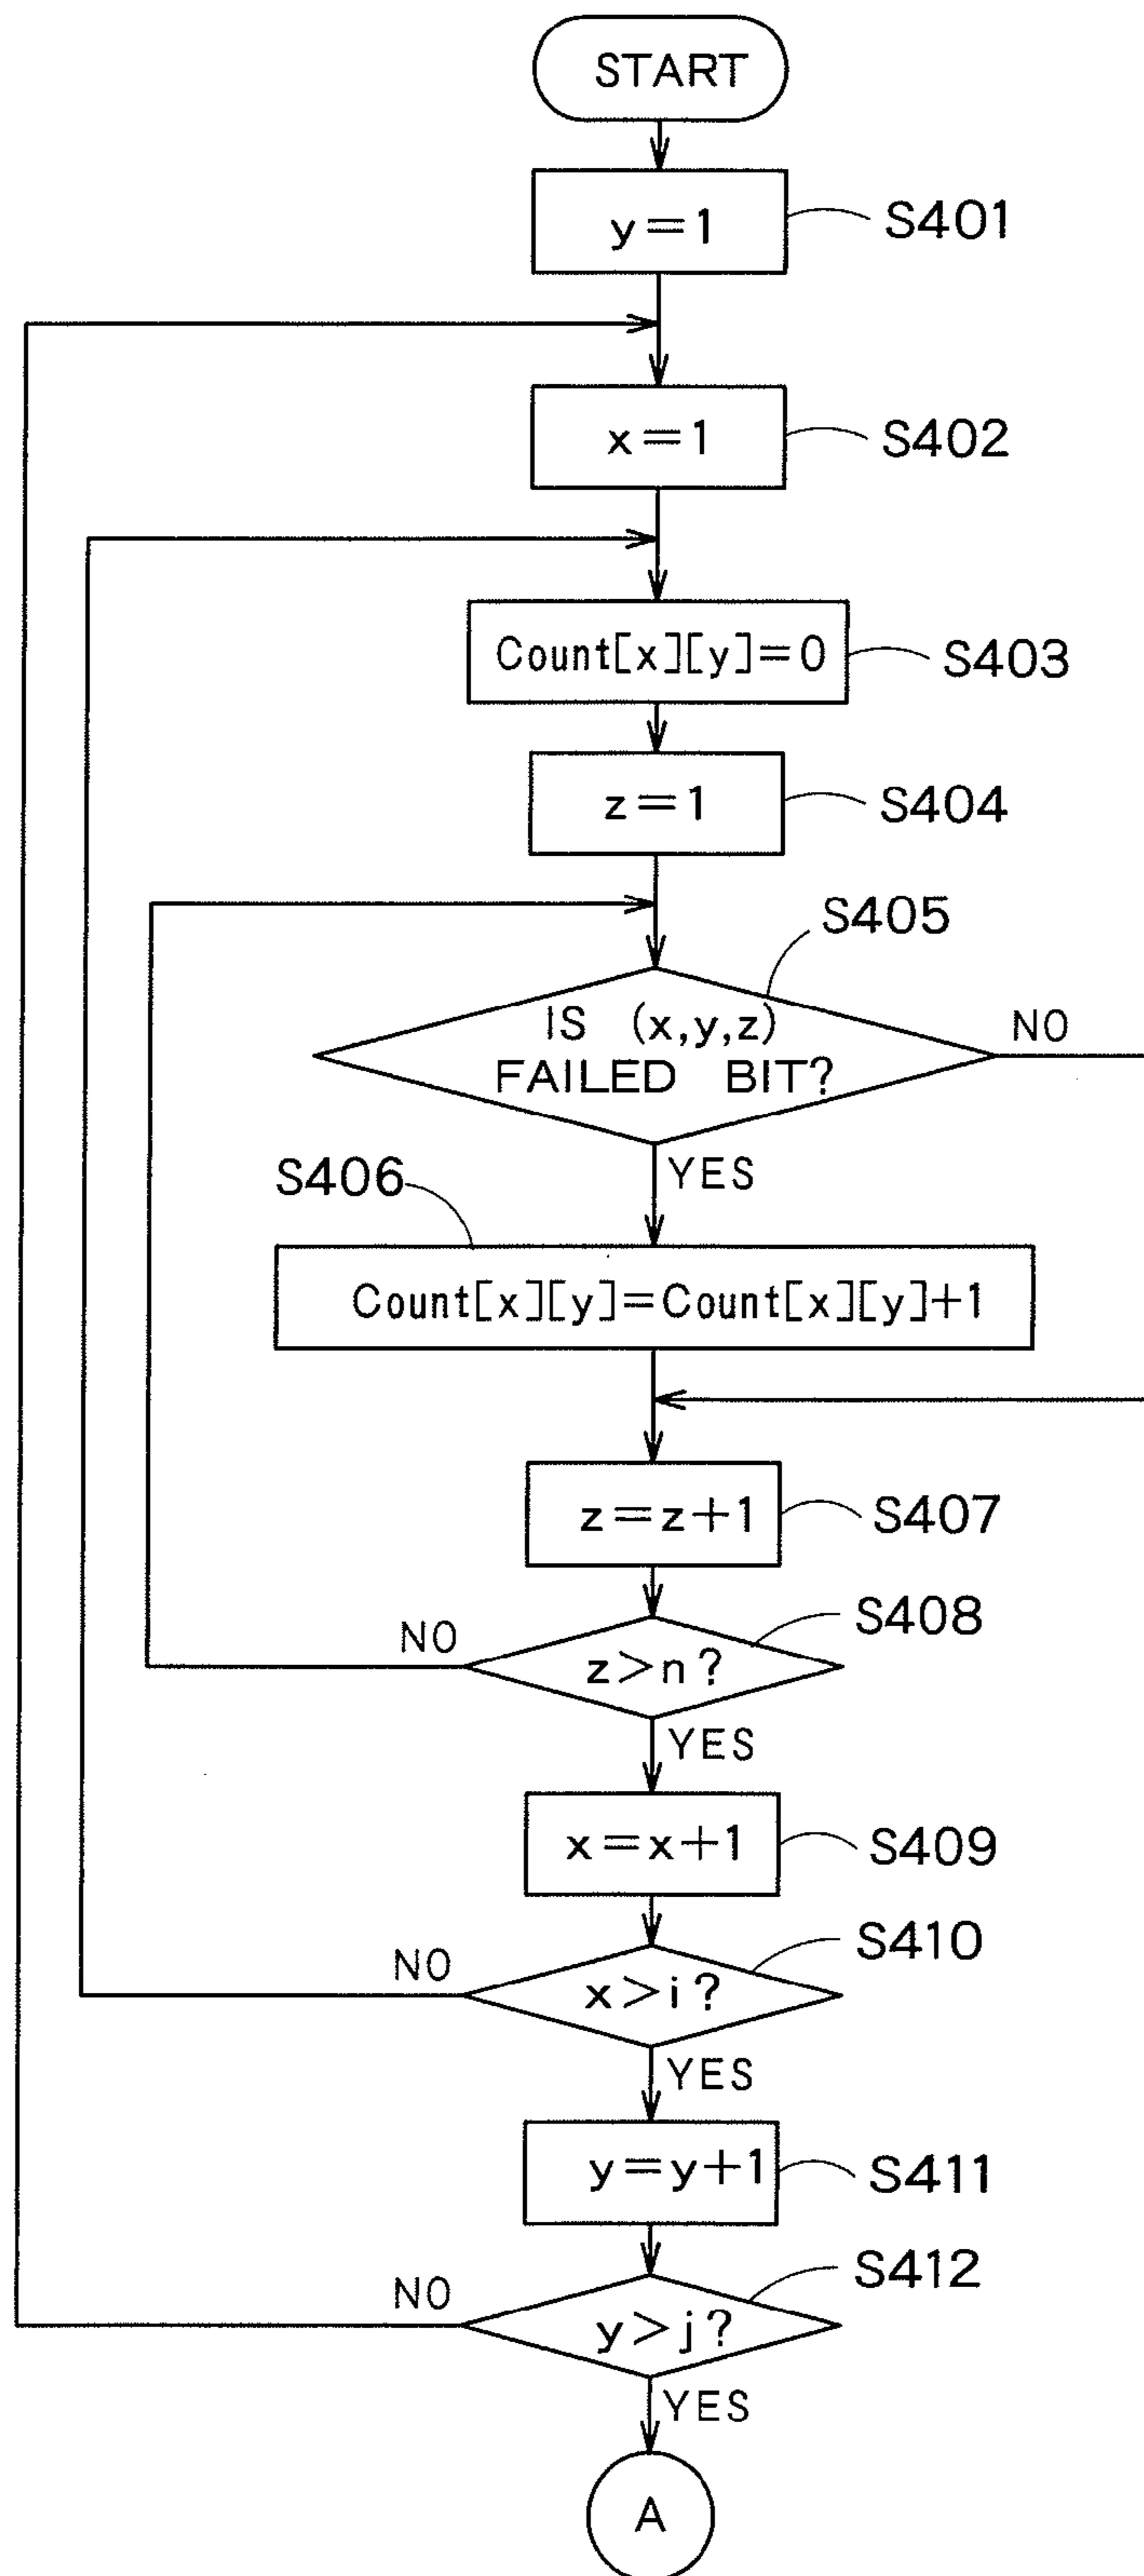 START
y=1
S401
x=1
S402
Count[x][y]=0
S403
z=1
S404
S405
IS (x,y,z)
FAILED BIT?
NO
YES
S406
Count[x][y]=Count[x][y]+1
z=z+1
S407
S408
NO
z>n?
YES
x=x+1
S409
S410
NO
x>i?
YES
y=y+1
S411
S412
NO
y>j?
YES
A